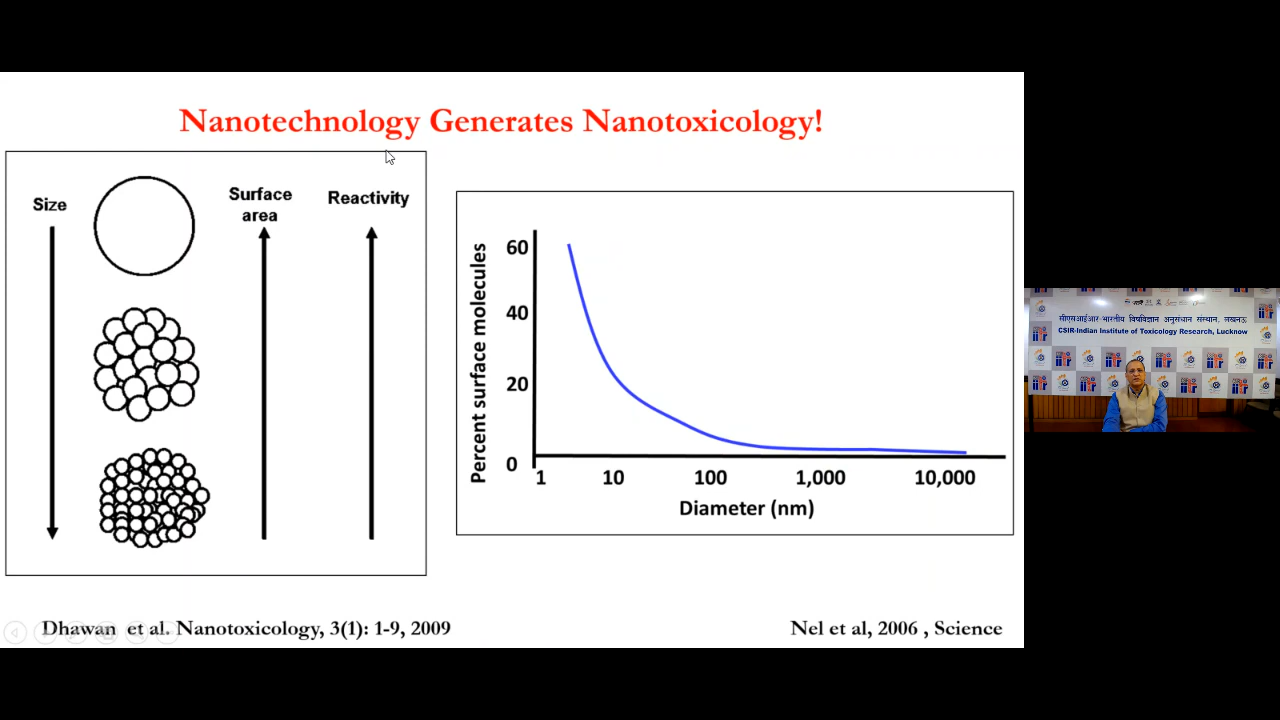 Nanotechnology Generates Nanotoxicology!
Size
Surface
area
Reactivity
Percent surface molecules
60
40
20
0
1
10
100
1,000
10,000
Diameter (nm)
Dhawan et al. Nanotoxicology, 3(1): 1-9, 2009
Nel et al, 2006 , Science
सीएसआईआर-भारतीय विषविज्ञान अनुसंधान संस्थान, लखनऊ
CSIR-Indian Institute of Toxicology Research, Lucknow